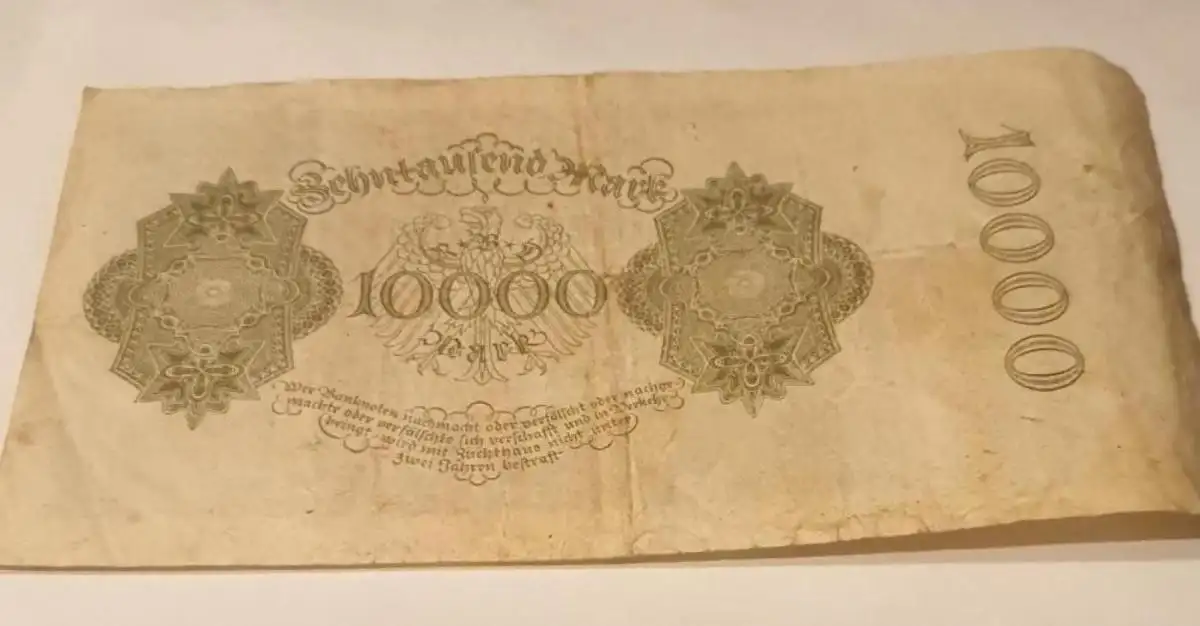 Zehntausend Mark
10000
Mark
Wer Banknoten nachmacht oder verfälscht oder nachge-
machte oder verfälschte sich verschafft und in Verkehr
bringt, wird mit Zuchthaus nicht unter
zwei Jahren bestraft
10000